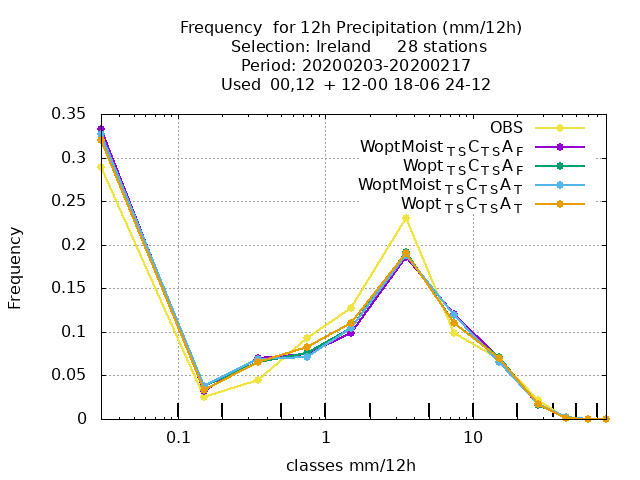 Frequency  for 12h Precipitation (mm/12h)
Selection: Ireland     28 stations
Period: 20200203-20200217
Used  00,12  + 12-00 18-06 24-12
0.35
0.3
0.25
0.2
0.15
0.1
0.05
0
Frequency
OBS
WoptMoist TS C TS A F
Wopt TS C TS A F
WoptMoist TS C TS A T
Wopt TS C TS A T
0.1 1 10
classes mm/12h